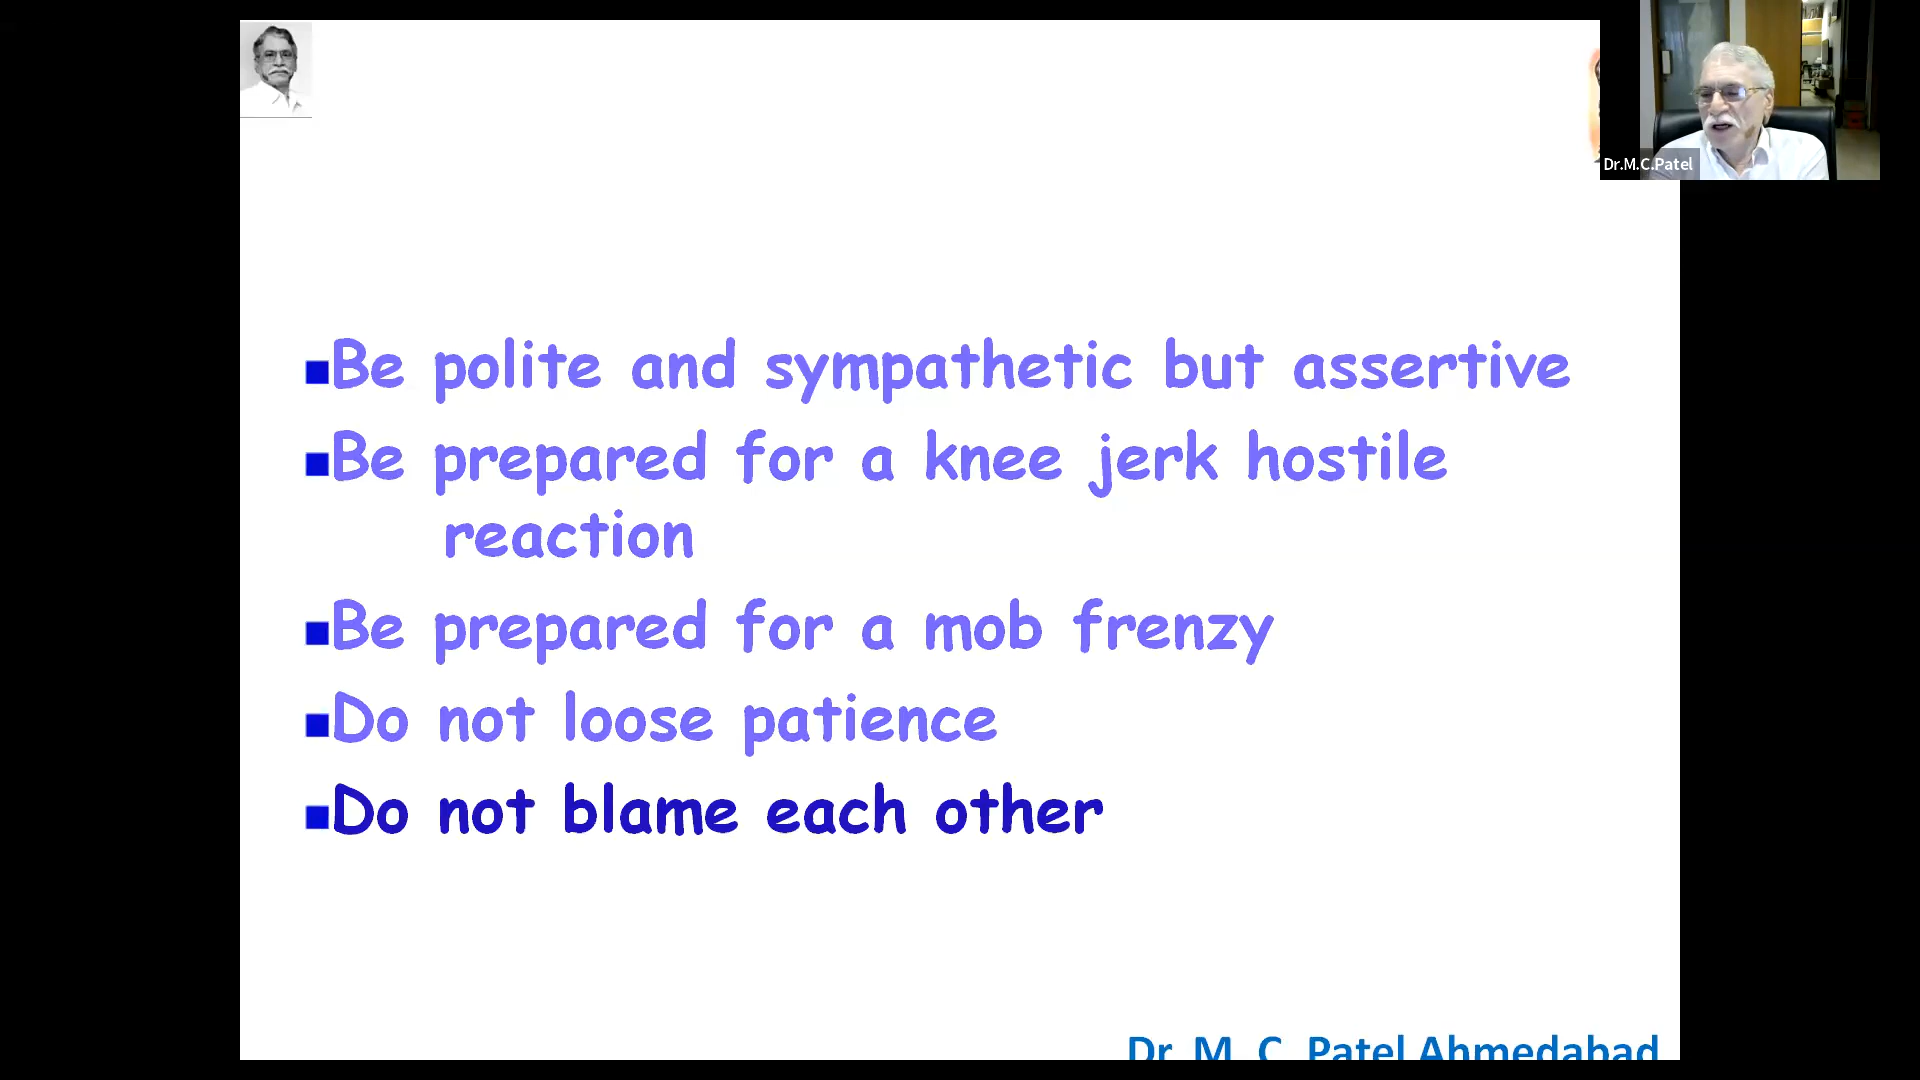 Dr.M.C.Patel
■Be polite and sympathetic but assertive
■Be prepared for a knee jerk hostile
reaction
■Be prepared for a mob frenzy
■Do not loose patience
■Do not blame each other
Dr. M. C. Patel Ahmedabad